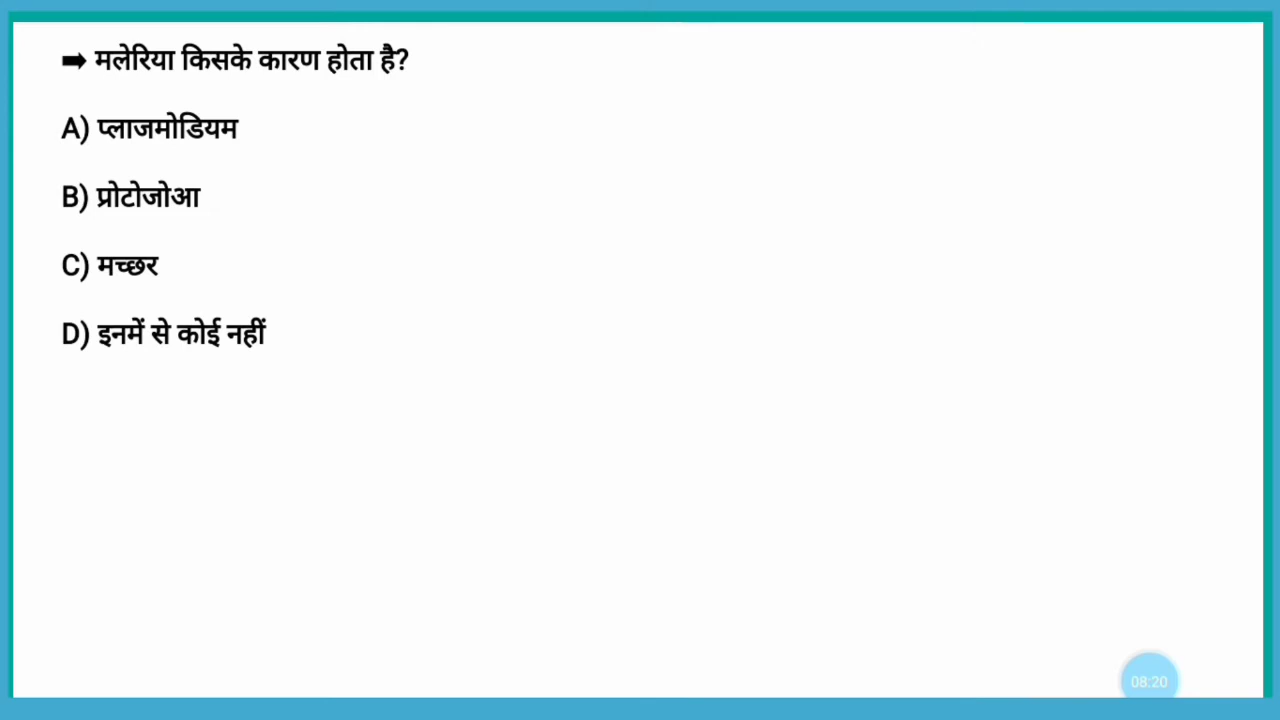 ➡ मलेरिया किसके कारण होता है?
A) प्लाजमोडियम
B) प्रोटोजोआ
C) मच्छर
D) इनमें से कोई नहीं
08:20